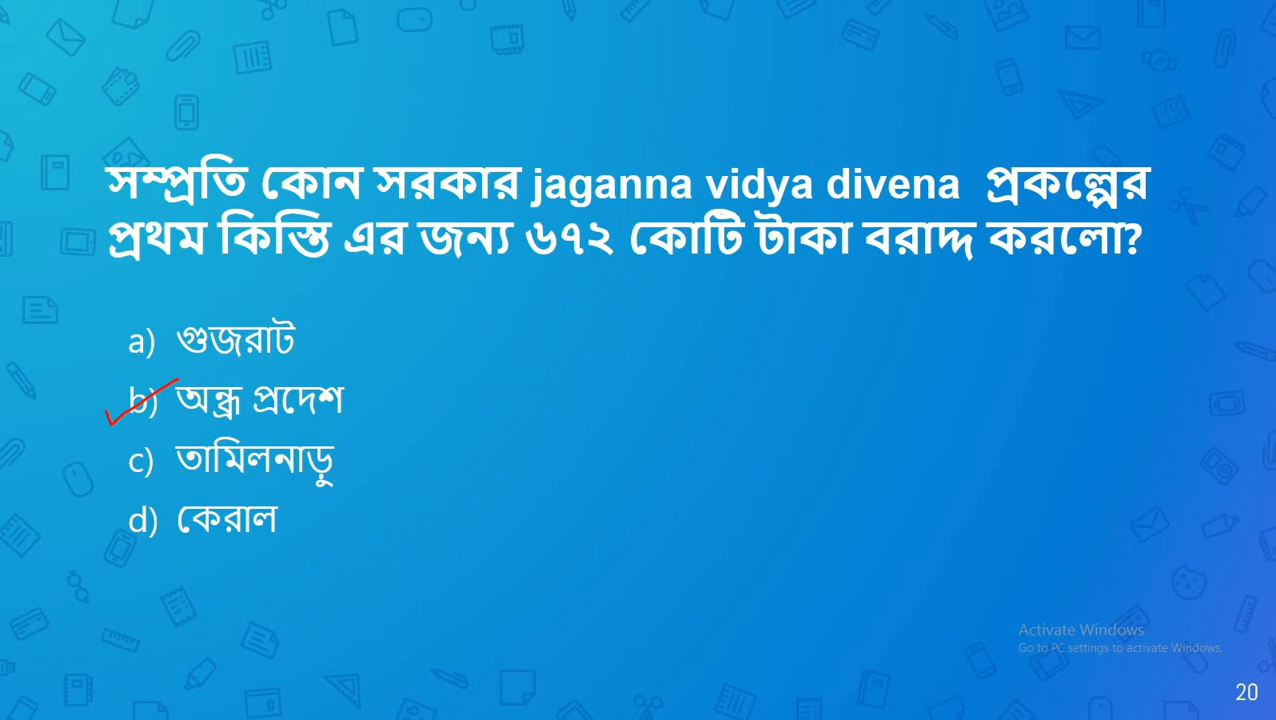 সম্প্রতি কোন সরকার jaganna vidya divena প্রকল্পের
প্রথম কিস্তি এর জন্য ৬৭২ কোটি টাকা বরাদ্দ করলো?
a) গুজরাট
b) অন্ধ্র প্রদেশ
c) তামিলনাড়ু
d) কেরাল
Activate Windows
Go to PC settings to activate Windows.
20